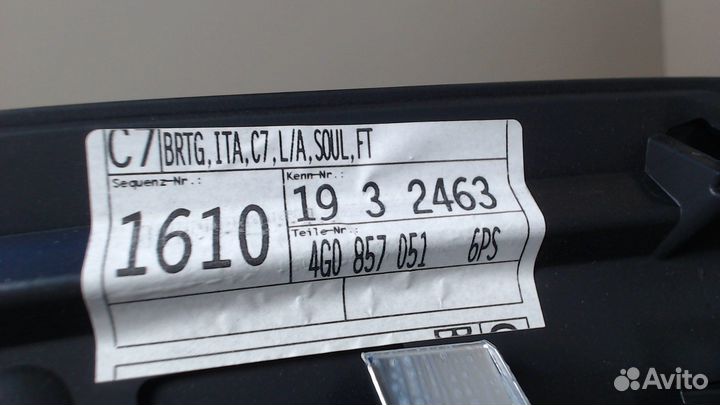 C7 BRTG,ITA,C7,L/A,SOUL,FT
Sequenz-Nr.: Kenn-Nr.:
1610 19 3 2463
Teile-Nr.:
4G0 857 051 6PS
Avito